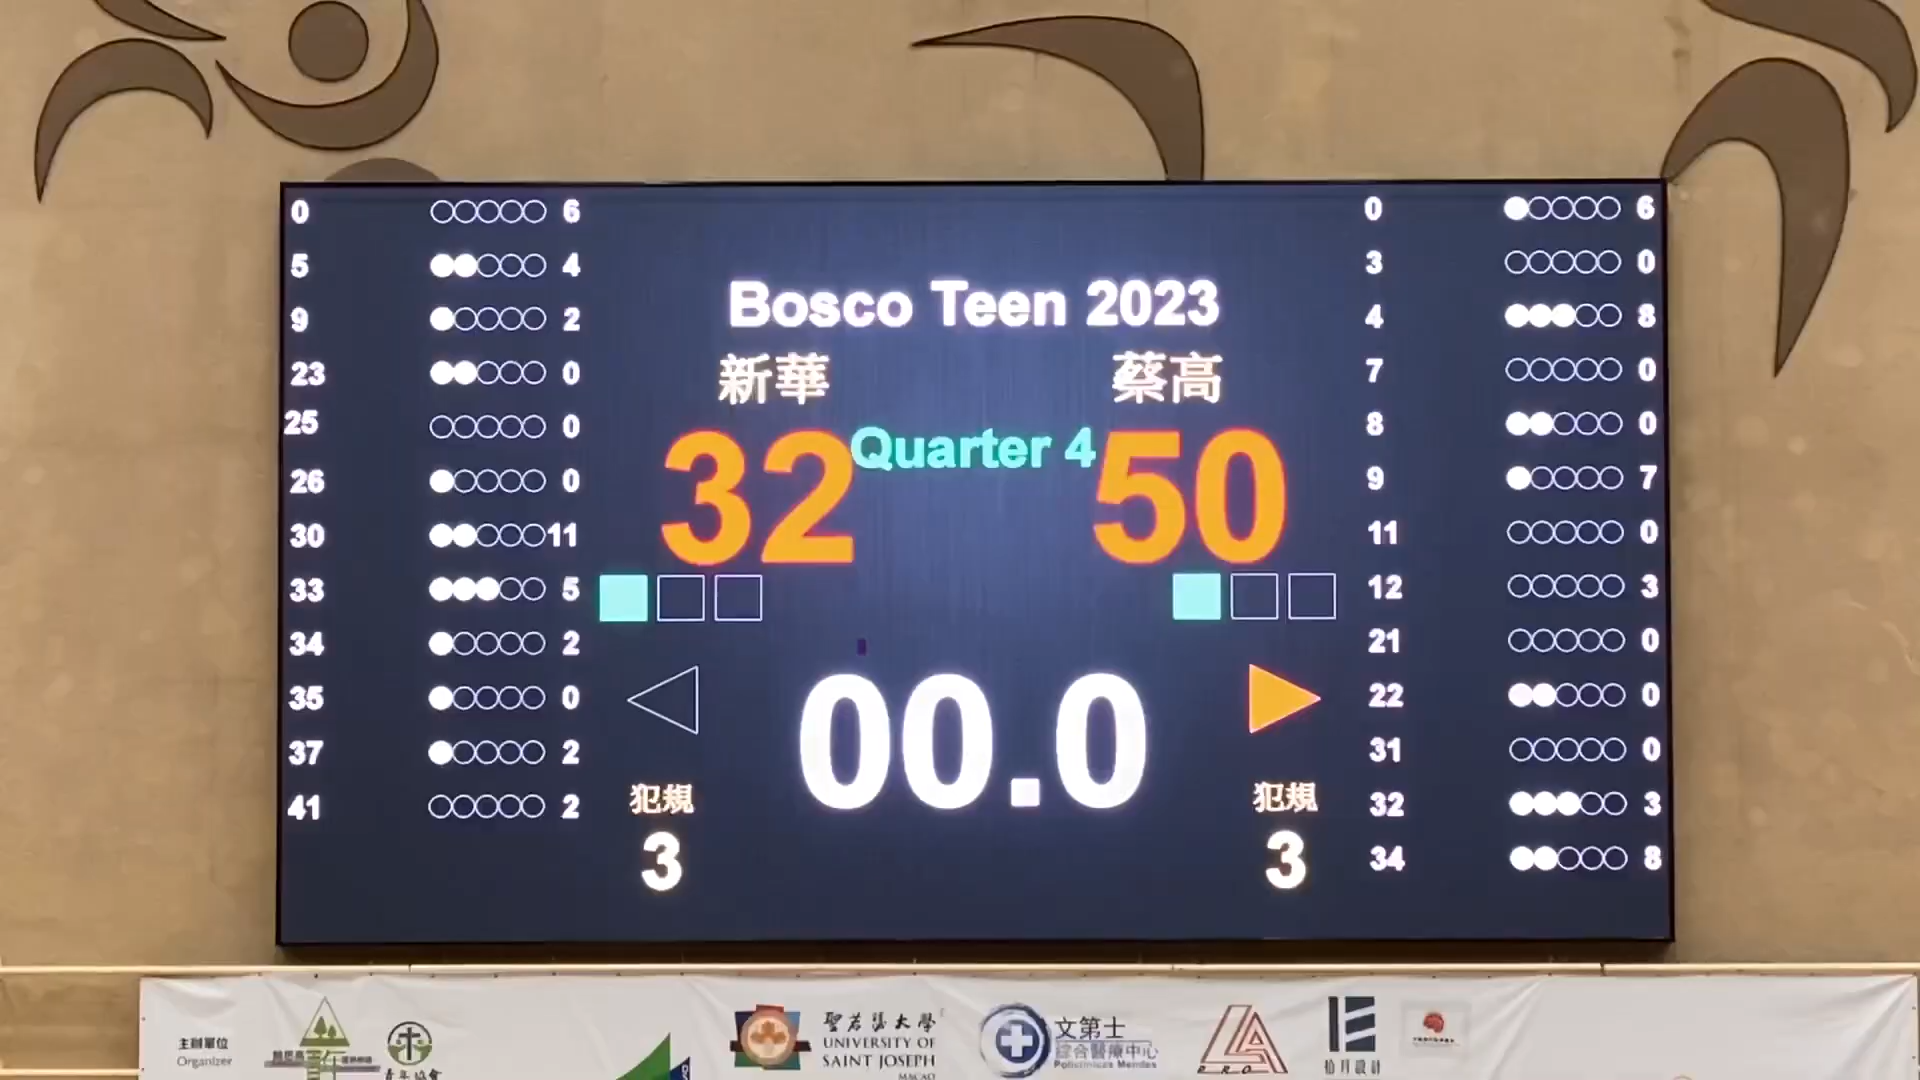 Bosco Teen 2023
新華 蔡高
Quarter 4
32 50
00.0
犯規 犯規
3 3
0 6
5 4
9 2
23 0
25 0
26 0
30 11
33 5
34 2
35 0
37 2
41 2
0 6
3 0
4 8
7 0
8 0
9 7
11 0
12 3
21 0
22 0
31 0
32 3
34 8
主辦單位
Organizer
聖若瑟大學
UNIVERSITY OF
SAINT JOSEPH
MACAO
文第士
綜合醫療中心
Policlínicas Mendes